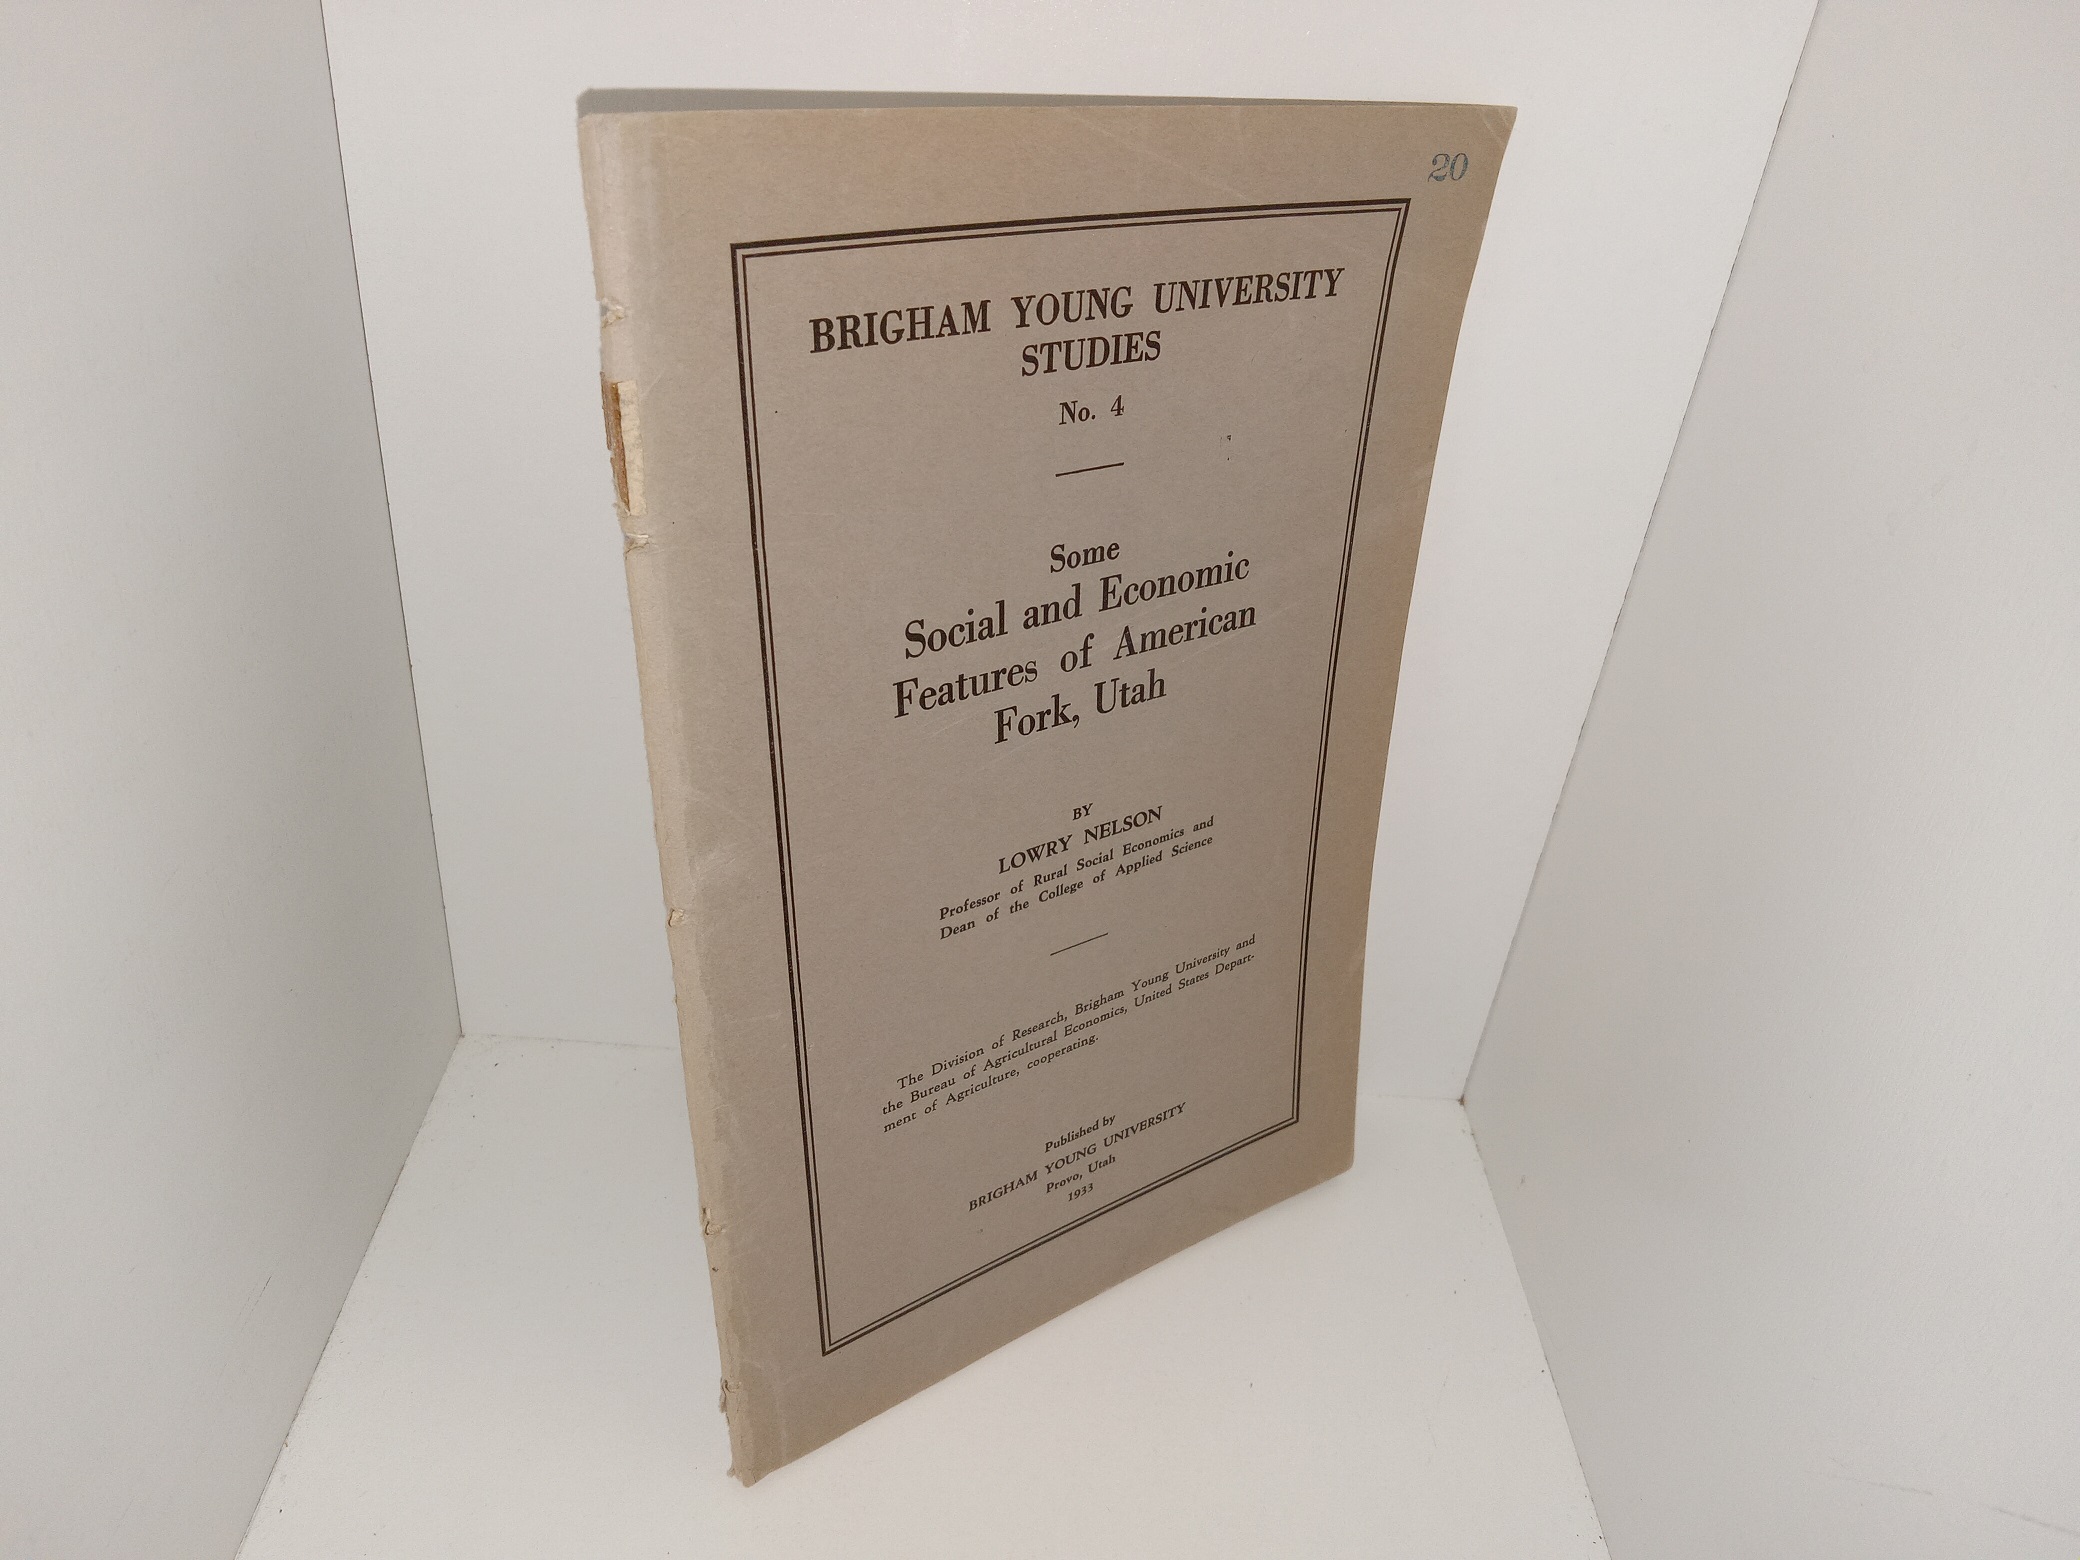 20
BRIGHAM YOUNG UNIVERSITY
STUDIES
No. 4
Some
Social and Economic
Features of American
Fork, Utah
BY
LOWRY NELSON
Professor of Rural Social Economics and
Dean of the College of Applied Science
The Division of Research, Brigham Young University and
the Bureau of Agricultural Economics, United States Depart-
ment of Agriculture, cooperating.
Published by
BRIGHAM YOUNG UNIVERSITY
Provo, Utah
1933